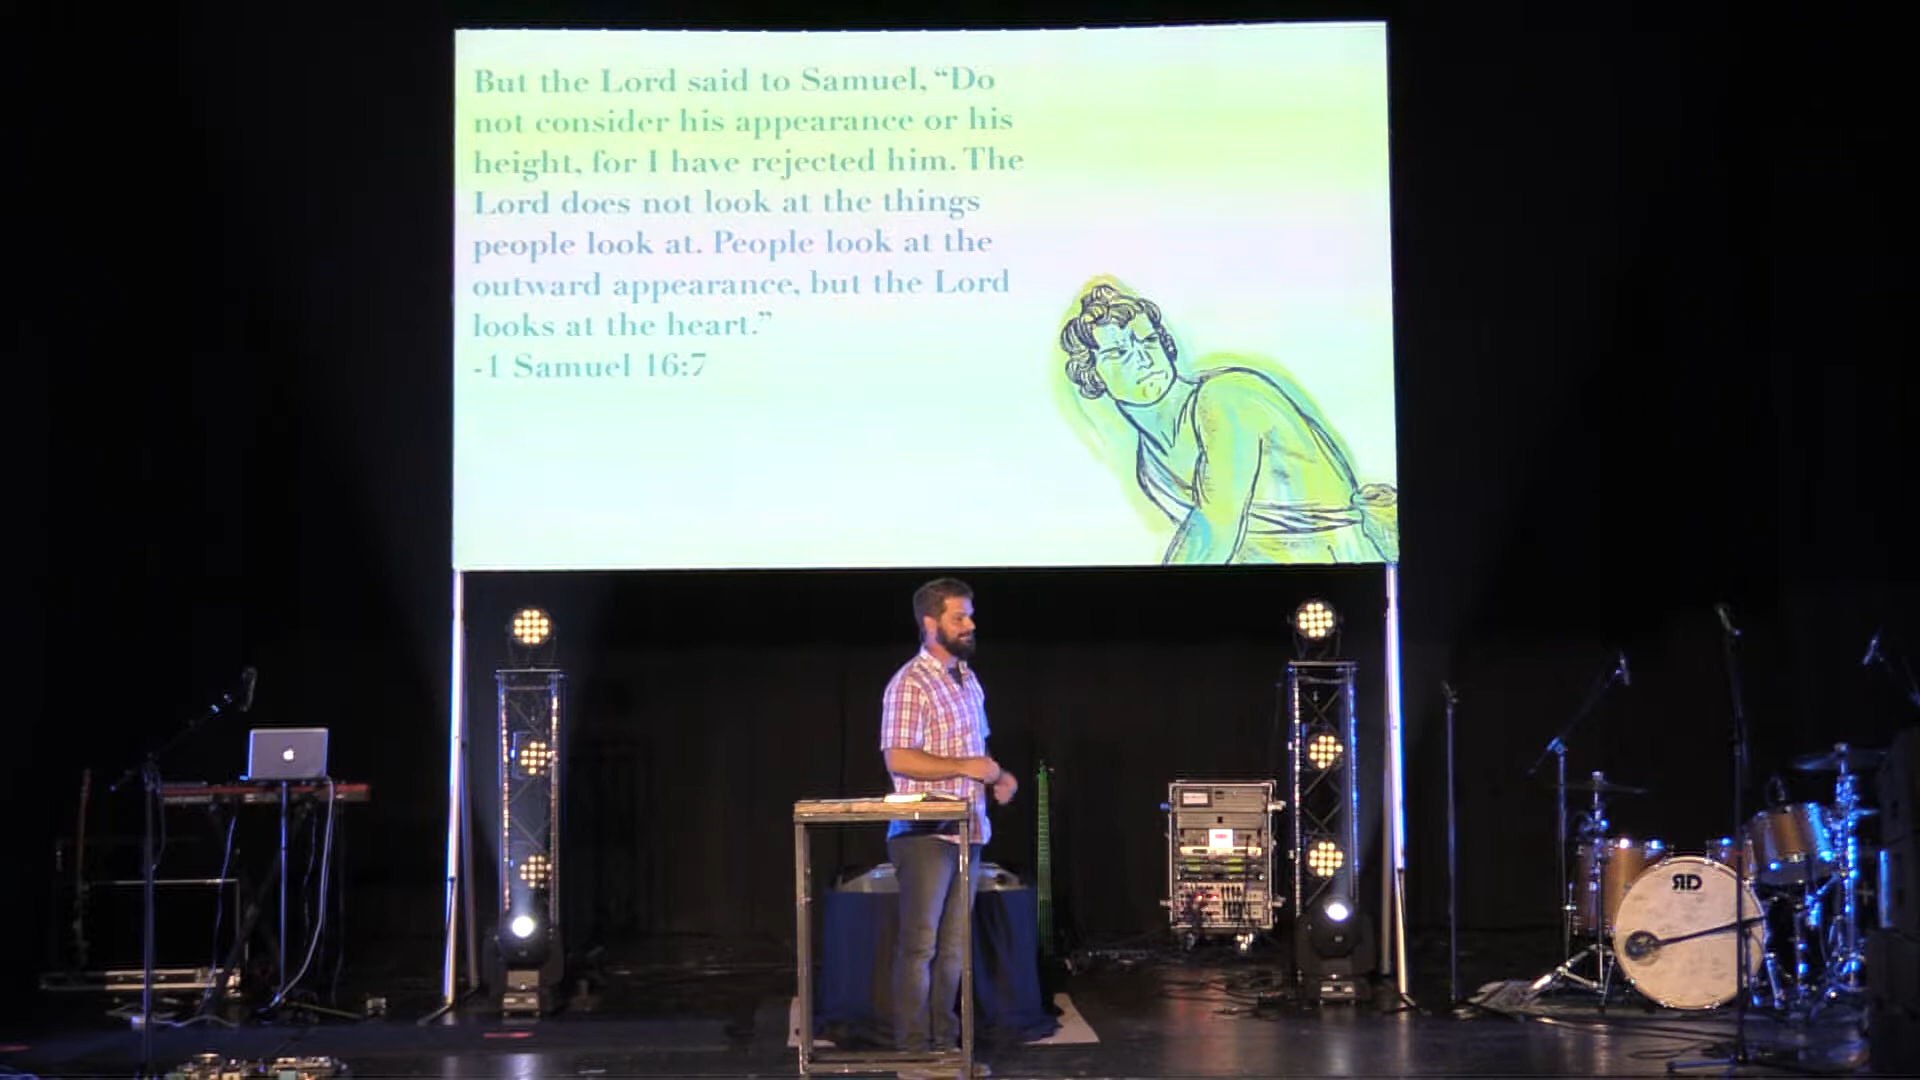 But the Lord said to Samuel, “Do
not consider his appearance or his
height, for I have rejected him. The
Lord does not look at the things
people look at. People look at the
outward appearance, but the Lord
looks at the heart.”
-1 Samuel 16:7
RD